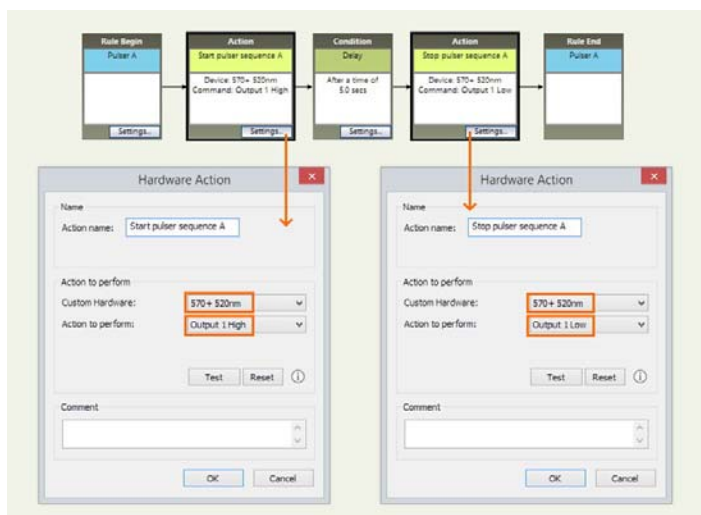 Rule Begin
Pulser A
Settings...
Action
Start pulser sequence A
Device: 570+ 520nm
Command: Output 1 High
Settings...
Condition
Delay
After a time of
5.0 secs
Settings...
Action
Stop pulser sequence A
Device: 570+ 520nm
Command: Output 1 Low
Settings...
Rule End
Pulser A
Hardware Action
Name
Action name: Start pulser sequence A
Action to perform
Custom Hardware: 570+ 520nm
Action to perform: Output 1 High
Test Reset
Comment
OK Cancel
Hardware Action
Name
Action name: Stop pulser sequence A
Action to perform
Custom Hardware: 570+ 520nm
Action to perform: Output 1 Low
Test Reset
Comment
OK Cancel